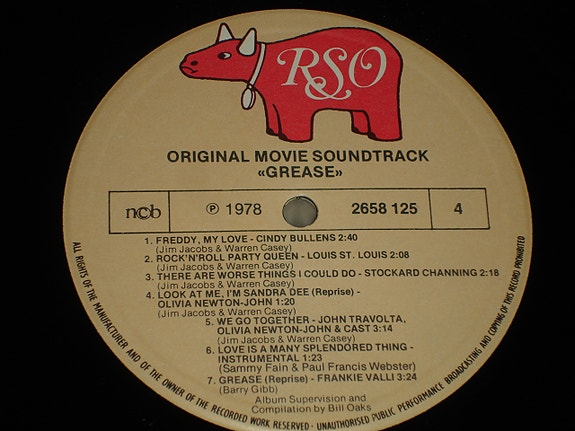 RSO
ORIGINAL MOVIE SOUNDTRACK
«GREASE»
ncb
℗ 1978
2658 125
4
1. FREDDY, MY LOVE - CINDY BULLENS 2:40
(Jim Jacobs & Warren Casey)
2. ROCK'N'ROLL PARTY QUEEN - LOUIS ST. LOUIS 2:08
(Jim Jacobs & Warren Casey)
3. THERE ARE WORSE THINGS I COULD DO - STOCKARD CHANNING 2:18
(Jim Jacobs & Warren Casey)
4. LOOK AT ME, I'M SANDRA DEE (Reprise) -
OLIVIA NEWTON-JOHN 1:20
(Jim Jacobs & Warren Casey)
5. WE GO TOGETHER - JOHN TRAVOLTA,
OLIVIA NEWTON-JOHN & CAST 3:14
(Jim Jacobs & Warren Casey)
6. LOVE IS A MANY SPLENDORED THING -
INSTRUMENTAL 1:23
(Sammy Fain & Paul Francis Webster)
7. GREASE (Reprise) - FRANKIE VALLI 3:24
(Barry Gibb)
Album Supervision and
Compilation by Bill Oaks
ALL RIGHTS OF THE MANUFACTURER AND OF THE OWNER OF THE RECORDED WORK RESERVED - UNAUTHORISED PUBLIC PERFORMANCE BROADCASTING AND COPYING OF THIS RECORD PROHIBITED